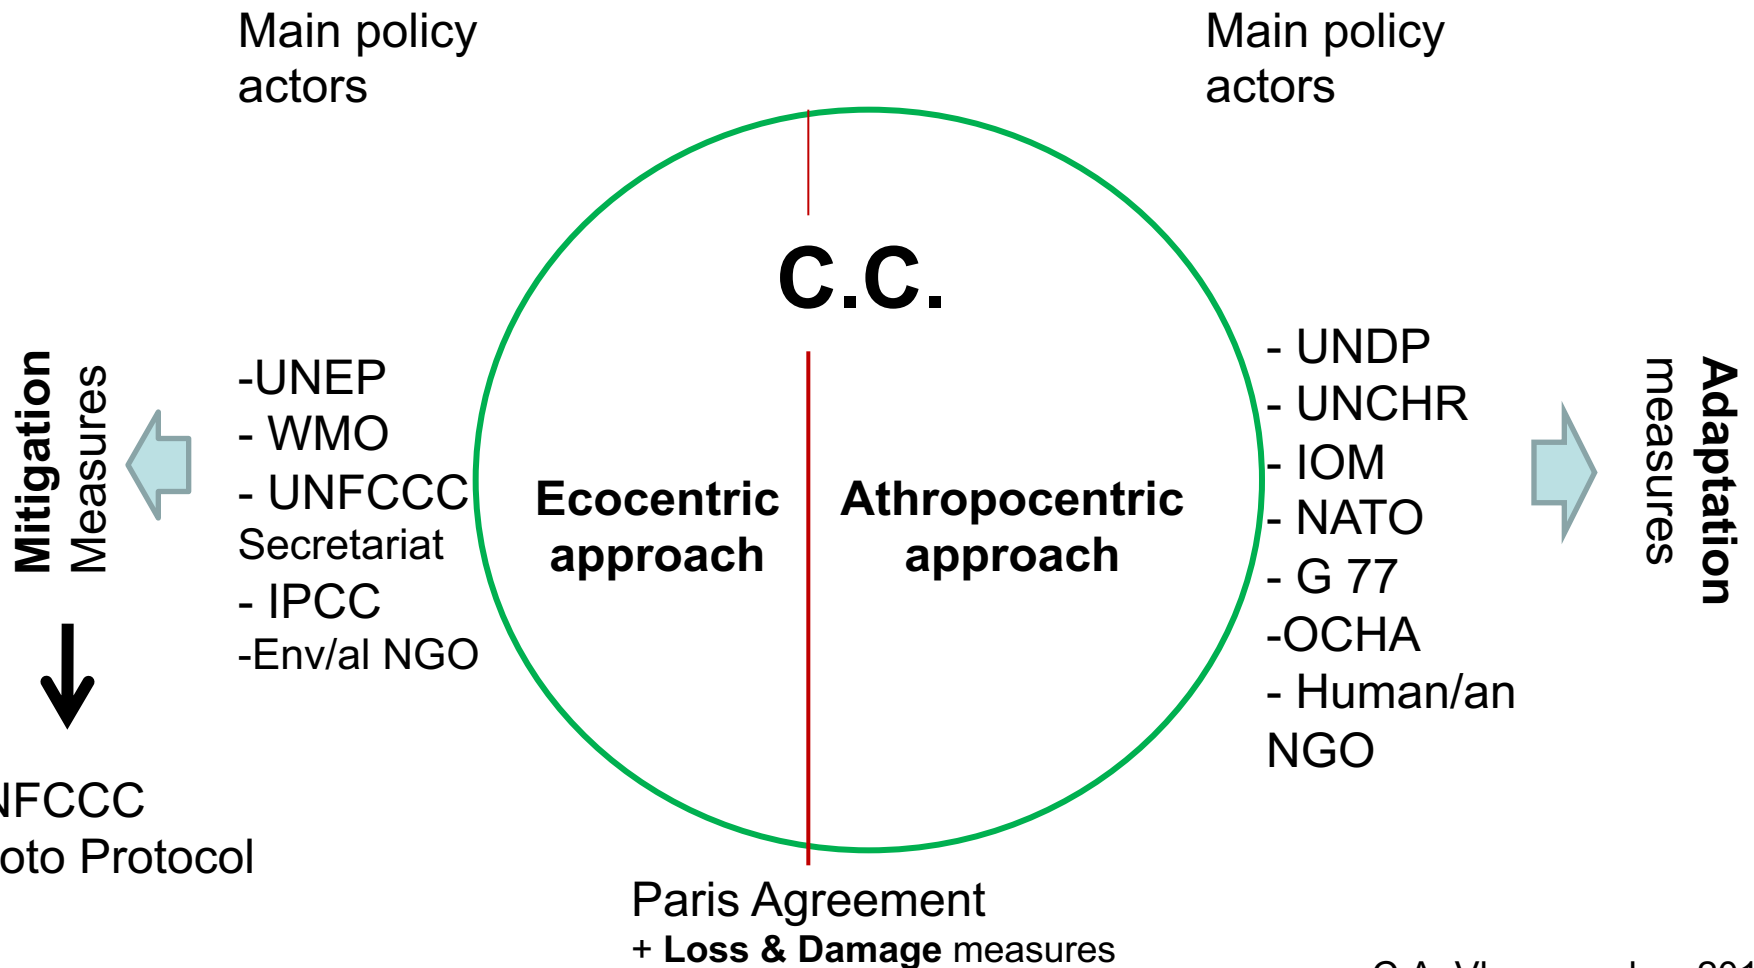 Main policy
actors
Main policy
actors
C.C.
Mitigation
Measures
-UNEP
- WMO
- UNFCCC
Secretariat
- IPCC
-Env/al NGO
Ecocentric
approach
Athropocentric
approach
- UNDP
- UNCHR
- IOM
- NATO
- G 77
-OCHA
- Human/an
NGO
Adaptation
measures
NFCCC
oto Protocol
Paris Agreement
+ Loss & Damage measures